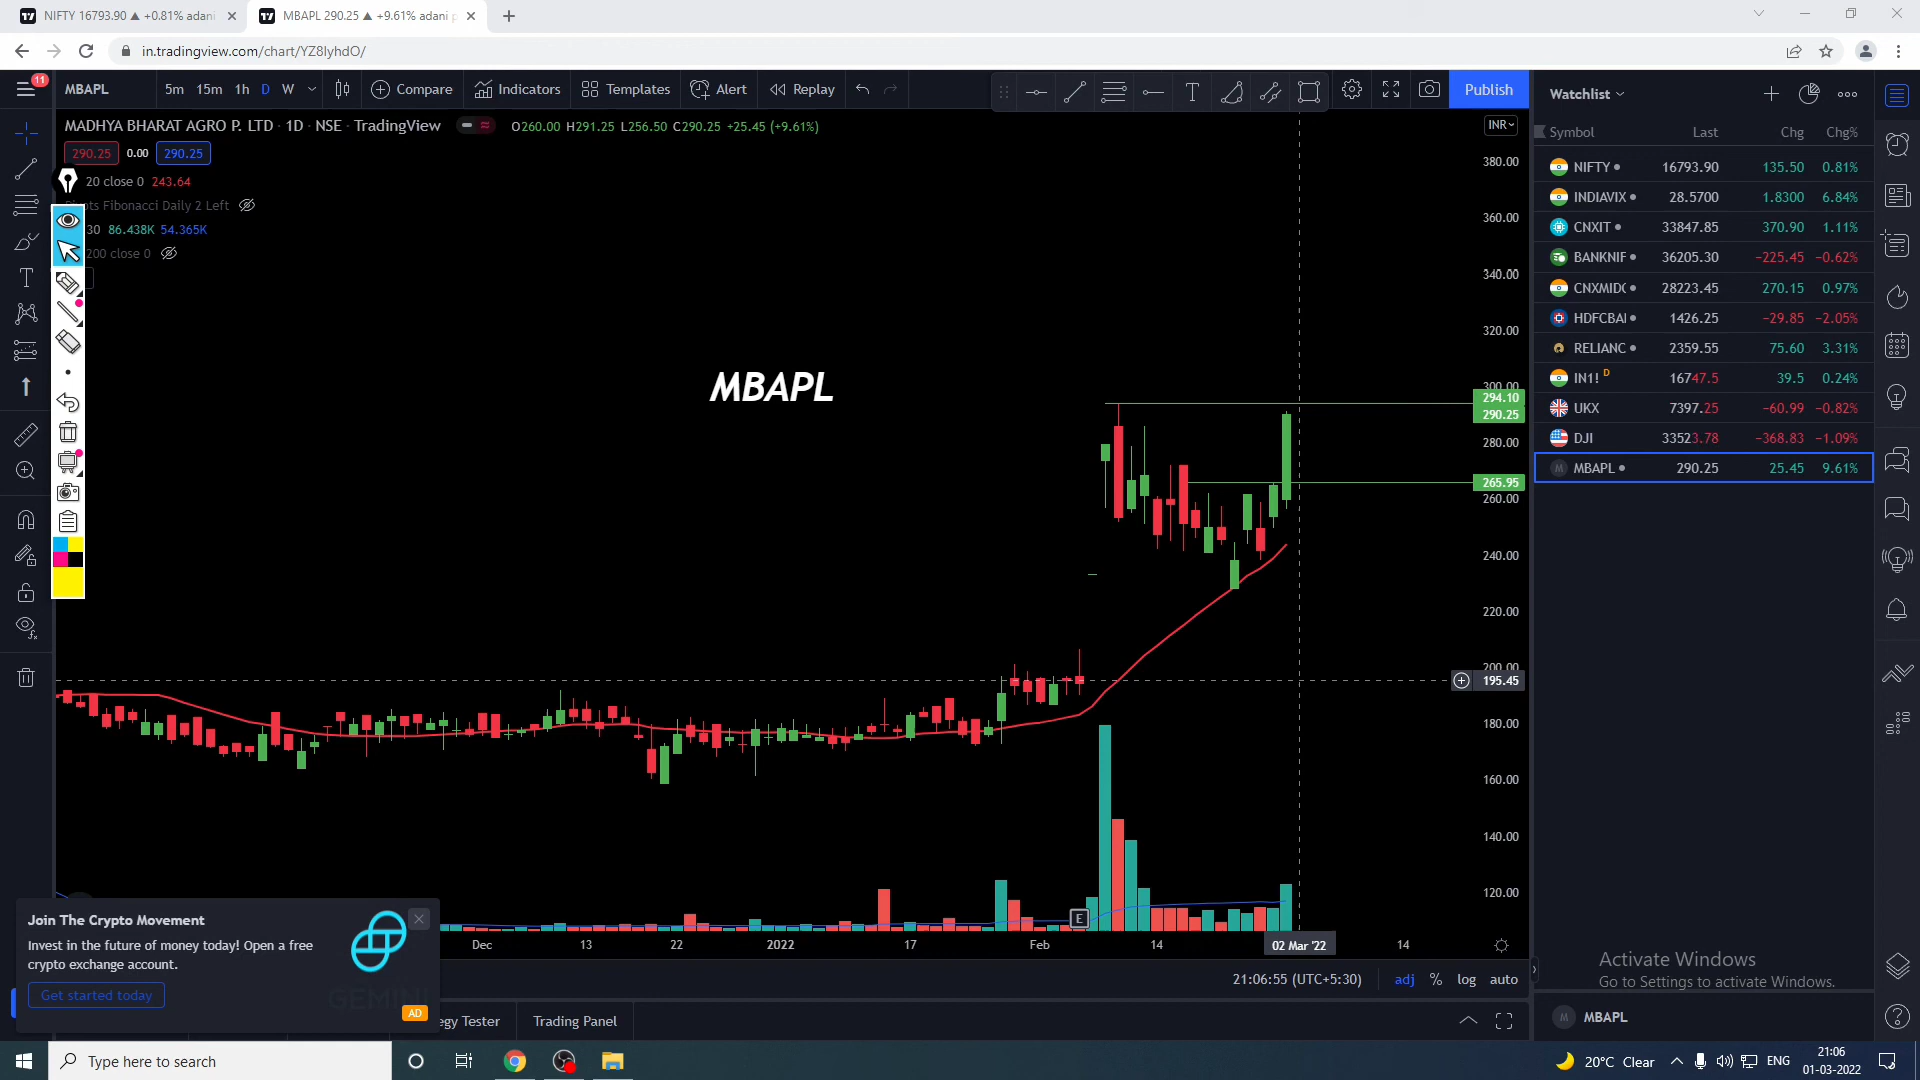 NIFTY 16793.90 ▲ +0.81% adani
MBAPL 290.25 ▲ +9.61% adani p
in.tradingview.com/chart/YZ8IyhdO/
11
MBAPL
5m 15m 1h D W
Compare
Indicators
Templates
Alert
Replay
Publish
MADHYA BHARAT AGRO P. LTD · 1D · NSE · TradingView
O260.00 H291.25 L256.50 C290.25 +25.45 (+9.61%)
290.25 0.00 290.25
20 close 0 243.64
Fibonacci Daily 2 Left
30 86.438K 54.365K
200 close 0
MBAPL
INR
380.00
360.00
340.00
320.00
300.00
294.10
290.25
280.00
265.95
260.00
240.00
220.00
200.00
195.45
180.00
160.00
140.00
120.00
E
Dec 13 22 2022 17 Feb 14 02 Mar '22 14
21:06:55 (UTC+5:30) adj % log auto
Join The Crypto Movement
Invest in the future of money today! Open a free
crypto exchange account.
Get started today
GEMINI
AD
egy Tester
Trading Panel
Watchlist
Symbol Last Chg Chg%
NIFTY 16793.90 135.50 0.81%
INDIAVIX 28.5700 1.8300 6.84%
CNXIT 33847.85 370.90 1.11%
BANKNIF 36205.30 −225.45 −0.62%
CNXMID 28223.45 270.15 0.97%
HDFCBAI 1426.25 −29.85 −2.05%
RELIANC 2359.55 75.60 3.31%
IN1! D 16747.5 39.5 0.24%
UKX 7397.25 −60.99 −0.82%
DJI 33523.78 −368.83 −1.09%
M MBAPL 290.25 25.45 9.61%
Activate Windows
Go to Settings to activate Windows.
M MBAPL
Type here to search
20°C Clear
ENG
21:06
01-03-2022